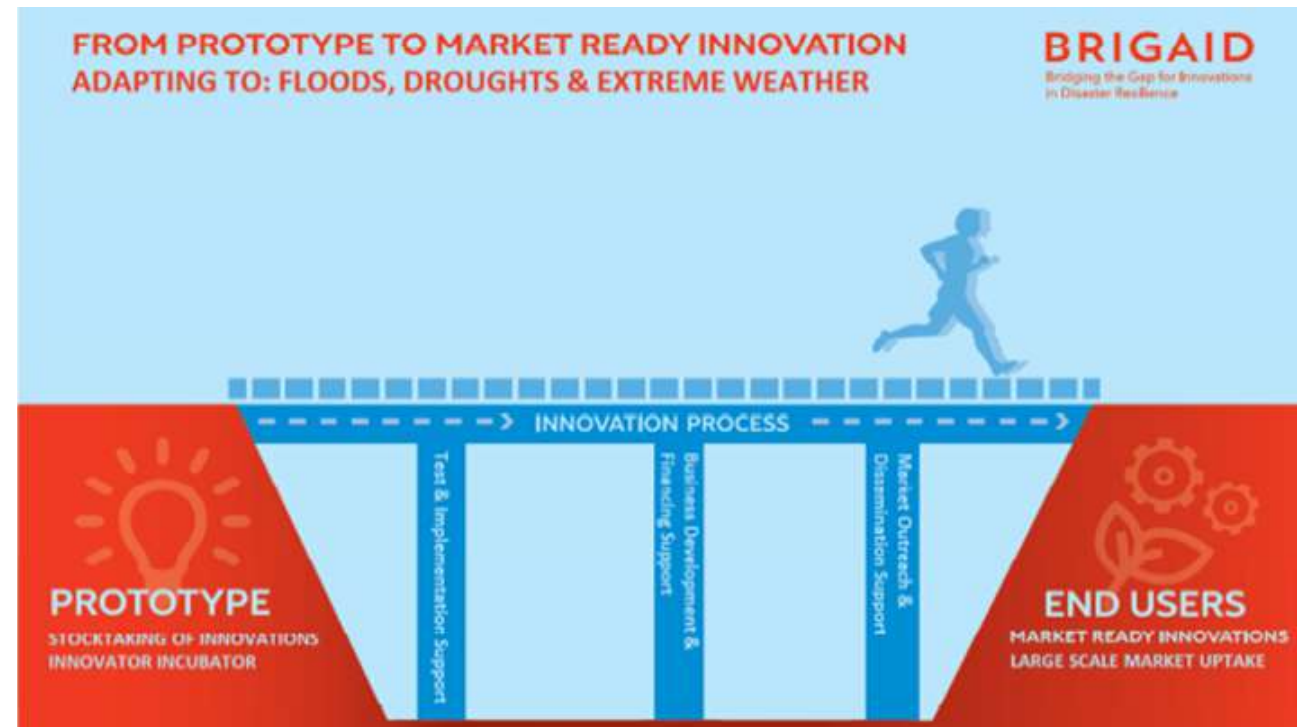 FROM PROTOTYPE TO MARKET READY INNOVATION
ADAPTING TO: FLOODS, DROUGHTS & EXTREME WEATHER
BRIGAID
Bridging the Gap for Innovations
in Disaster Resilience
INNOVATION PROCESS
Test & Implementation Support
Business Development &
Financing Support
Market Outreach &
Dissemination Support
PROTOTYPE
STOCKTAKING OF INNOVATIONS
INNOVATOR INCUBATOR
END USERS
MARKET READY INNOVATIONS
LARGE SCALE MARKET UPTAKE